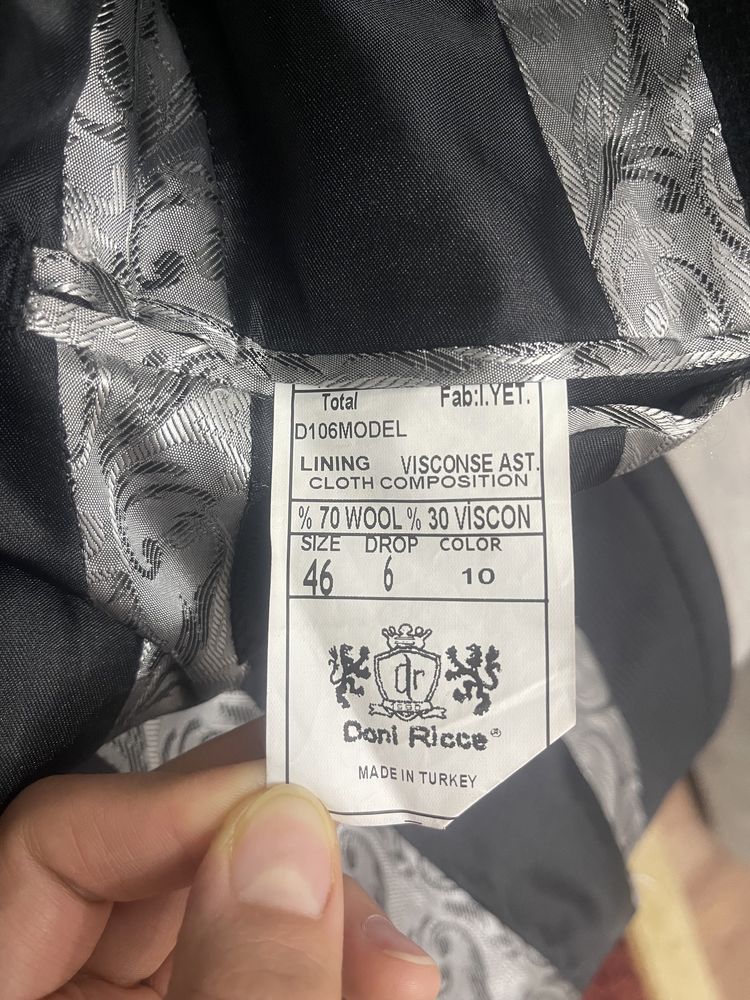 Total Fab:I.YET.
D106MODEL
LINING VISCONSE AST.
CLOTH COMPOSITION
% 70 WOOL % 30 VİSCON
SIZE DROP COLOR
46 6 10
dr
Doni Ricce®
MADE IN TURKEY